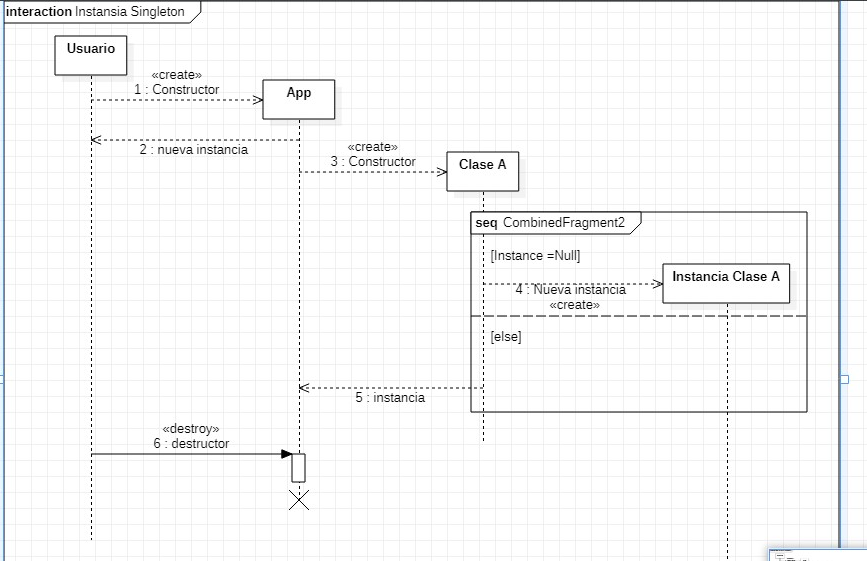 interaction Instansia Singleton
Usuario
«create»
1 : Constructor
App
2 : nueva instancia
«create»
3 : Constructor
Clase A
seq CombinedFragment2
[Instance =Null]
Instancia Clase A
4 : Nueva instancia
«create»
[else]
5 : instancia
«destroy»
6 : destructor